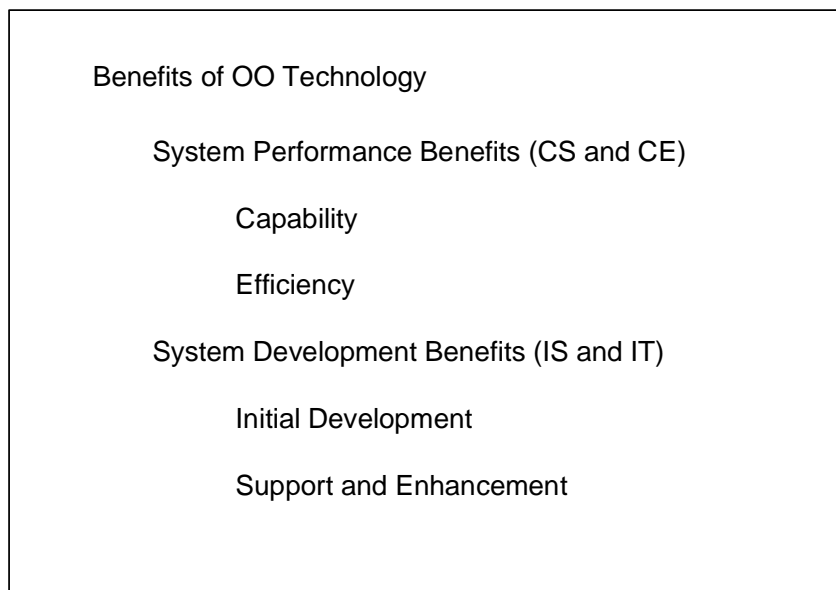 Benefits of OO Technology
System Performance Benefits (CS and CE)
Capability
Efficiency
System Development Benefits (IS and IT)
Initial Development
Support and Enhancement